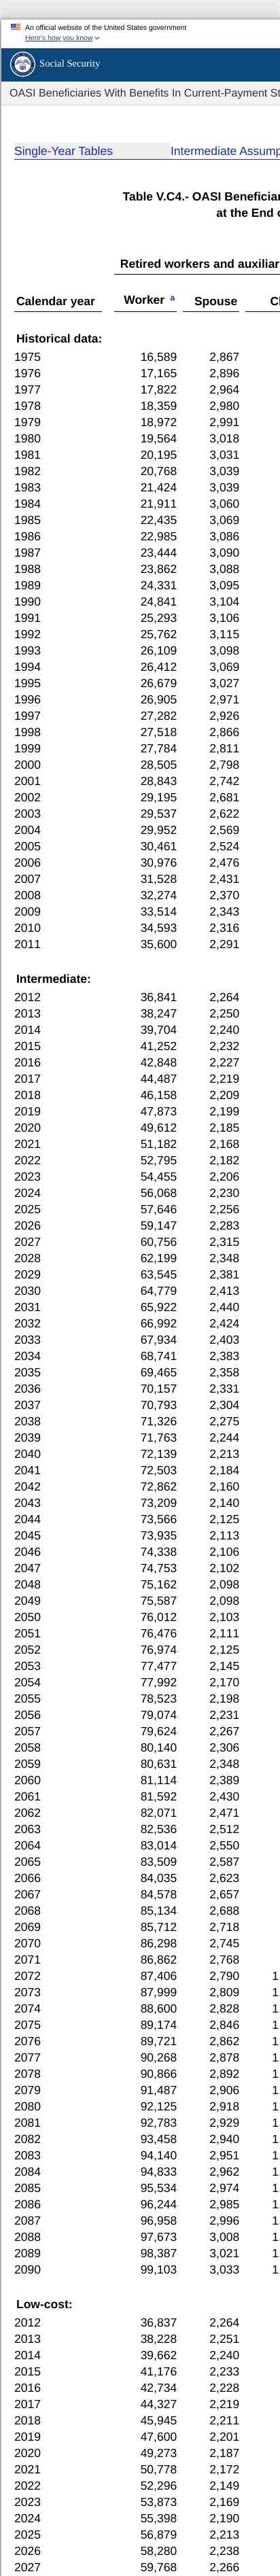 An official website of the United States government
Here's how you know
Social Security
OASI Beneficiaries With Benefits In Current-Payment St
Single-Year Tables Intermediate Assump
Table V.C4.- OASI Beneficiar
at the End o
Retired workers and auxiliar
Calendar year Worker a Spouse Ch
Historical data:
1975 16,589 2,867
1976 17,165 2,896
1977 17,822 2,964
1978 18,359 2,980
1979 18,972 2,991
1980 19,564 3,018
1981 20,195 3,031
1982 20,768 3,039
1983 21,424 3,039
1984 21,911 3,060
1985 22,435 3,069
1986 22,985 3,086
1987 23,444 3,090
1988 23,862 3,088
1989 24,331 3,095
1990 24,841 3,104
1991 25,293 3,106
1992 25,762 3,115
1993 26,109 3,098
1994 26,412 3,069
1995 26,679 3,027
1996 26,905 2,971
1997 27,282 2,926
1998 27,518 2,866
1999 27,784 2,811
2000 28,505 2,798
2001 28,843 2,742
2002 29,195 2,681
2003 29,537 2,622
2004 29,952 2,569
2005 30,461 2,524
2006 30,976 2,476
2007 31,528 2,431
2008 32,274 2,370
2009 33,514 2,343
2010 34,593 2,316
2011 35,600 2,291
Intermediate:
2012 36,841 2,264
2013 38,247 2,250
2014 39,704 2,240
2015 41,252 2,232
2016 42,848 2,227
2017 44,487 2,219
2018 46,158 2,209
2019 47,873 2,199
2020 49,612 2,185
2021 51,182 2,168
2022 52,795 2,182
2023 54,455 2,206
2024 56,068 2,230
2025 57,646 2,256
2026 59,147 2,283
2027 60,756 2,315
2028 62,199 2,348
2029 63,545 2,381
2030 64,779 2,413
2031 65,922 2,440
2032 66,992 2,424
2033 67,934 2,403
2034 68,741 2,383
2035 69,465 2,358
2036 70,157 2,331
2037 70,793 2,304
2038 71,326 2,275
2039 71,763 2,244
2040 72,139 2,213
2041 72,503 2,184
2042 72,862 2,160
2043 73,209 2,140
2044 73,566 2,125
2045 73,935 2,113
2046 74,338 2,106
2047 74,753 2,102
2048 75,162 2,098
2049 75,587 2,098
2050 76,012 2,103
2051 76,476 2,111
2052 76,974 2,125
2053 77,477 2,145
2054 77,992 2,170
2055 78,523 2,198
2056 79,074 2,231
2057 79,624 2,267
2058 80,140 2,306
2059 80,631 2,348
2060 81,114 2,389
2061 81,592 2,430
2062 82,071 2,471
2063 82,536 2,512
2064 83,014 2,550
2065 83,509 2,587
2066 84,035 2,623
2067 84,578 2,657
2068 85,134 2,688
2069 85,712 2,718
2070 86,298 2,745
2071 86,862 2,768
2072 87,406 2,790 1
2073 87,999 2,809 1
2074 88,600 2,828 1
2075 89,174 2,846 1
2076 89,721 2,862 1
2077 90,268 2,878 1
2078 90,866 2,892 1
2079 91,487 2,906 1
2080 92,125 2,918 1
2081 92,783 2,929 1
2082 93,458 2,940 1
2083 94,140 2,951 1
2084 94,833 2,962 1
2085 95,534 2,974 1
2086 96,244 2,985 1
2087 96,958 2,996 1
2088 97,673 3,008 1
2089 98,387 3,021 1
2090 99,103 3,033 1
Low-cost:
2012 36,837 2,264
2013 38,228 2,251
2014 39,662 2,240
2015 41,176 2,233
2016 42,734 2,228
2017 44,327 2,219
2018 45,945 2,211
2019 47,600 2,201
2020 49,273 2,187
2021 50,778 2,172
2022 52,296 2,149
2023 53,873 2,169
2024 55,398 2,190
2025 56,879 2,213
2026 58,280 2,238
2027 59,768 2,266